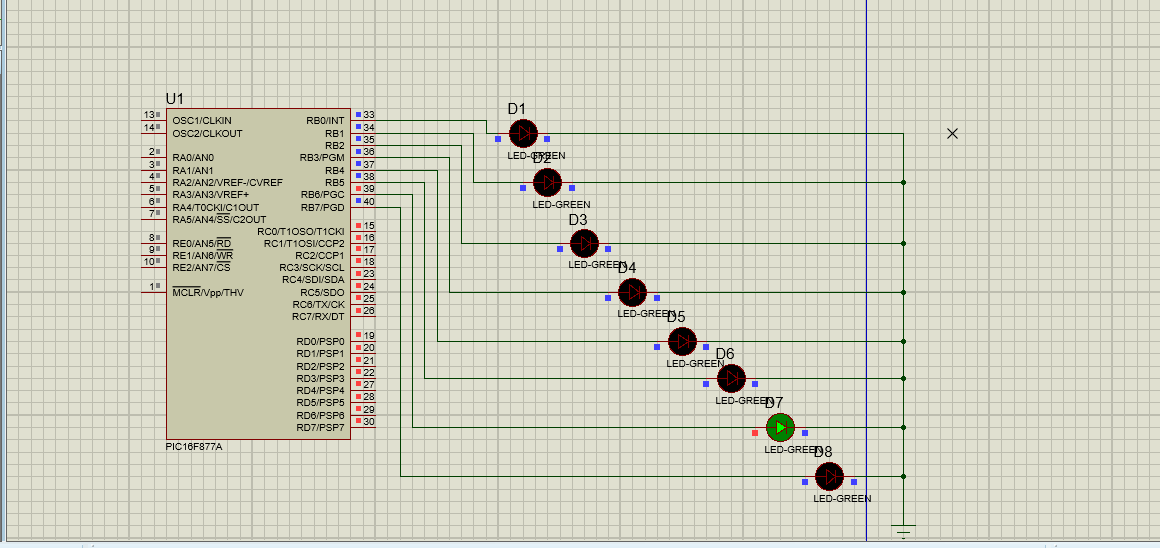 U1
13 OSC1/CLKIN
14 OSC2/CLKOUT
2 RA0/AN0
3 RA1/AN1
4 RA2/AN2/VREF-/CVREF
5 RA3/AN3/VREF+
6 RA4/T0CKI/C1OUT
7 RA5/AN4/SS/C2OUT
8 RE0/AN5/RD
9 RE1/AN6/WR
10 RE2/AN7/CS
1 MCLR/Vpp/THV
RB0/INT 33
RB1 34
RB2 35
RB3/PGM 36
RB4 37
RB5 38
RB6/PGC 39
RB7/PGD 40
RC0/T1OSO/T1CKI 15
RC1/T1OSI/CCP2 16
RC2/CCP1 17
RC3/SCK/SCL 18
RC4/SDI/SDA 23
RC5/SDO 24
RC6/TX/CK 25
RC7/RX/DT 26
RD0/PSP0 19
RD1/PSP1 20
RD2/PSP2 21
RD3/PSP3 22
RD4/PSP4 27
RD5/PSP5 28
RD6/PSP6 29
RD7/PSP7 30
PIC16F877A
D1
LED-GREEN
D2
LED-GREEN
D3
LED-GREEN
D4
LED-GREEN
D5
LED-GREEN
D6
LED-GREEN
D7
LED-GREEN
D8
LED-GREEN